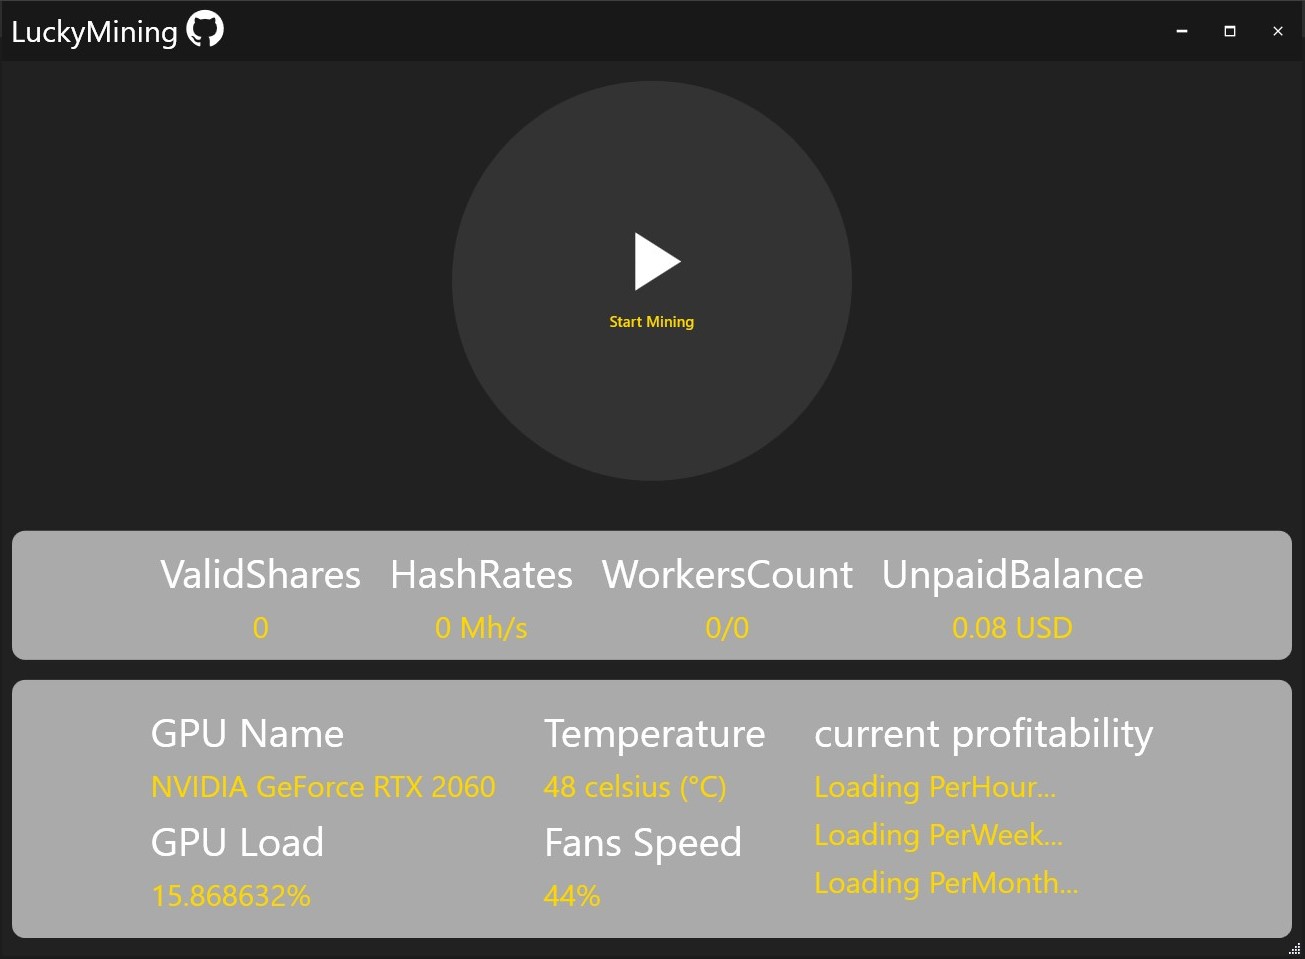 LuckyMining
Start Mining
ValidShares HashRates WorkersCount UnpaidBalance
0 0 Mh/s 0/0 0.08 USD
GPU Name Temperature current profitability
NVIDIA GeForce RTX 2060 48 celsius (°C) Loading PerHour...
Loading PerWeek...
GPU Load Fans Speed
Loading PerMonth...
15.868632% 44%